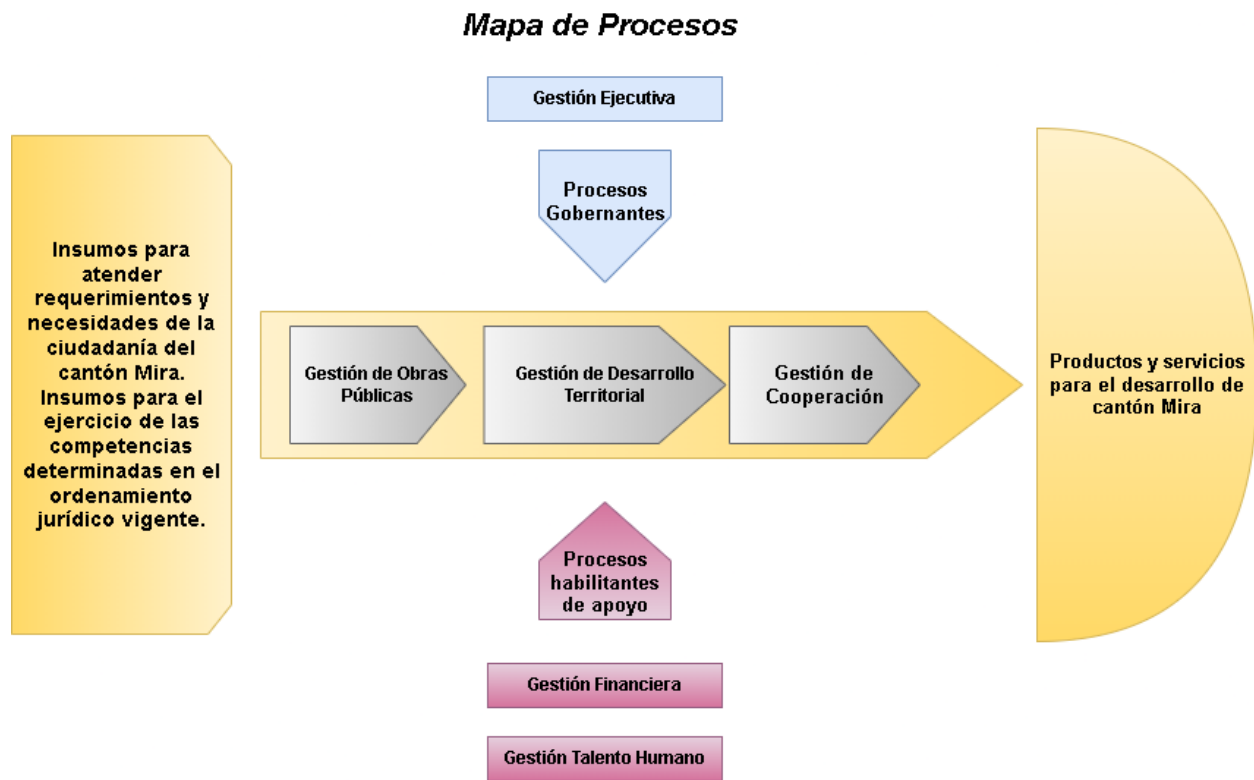 Mapa de Procesos
Gestión Ejecutiva
Procesos
Gobernantes
Insumos para
atender
requerimientos y
necesidades de la
ciudadanía del
cantón Mira.
Insumos para el
ejercicio de las
competencias
determinadas en el
ordenamiento
jurídico vigente.
Gestión de Obras
Públicas
Gestión de Desarrollo
Territorial
Gestión de
Cooperación
Productos y servicios
para el desarrollo de
cantón Mira
Procesos
habilitantes
de apoyo
Gestión Financiera
Gestión Talento Humano